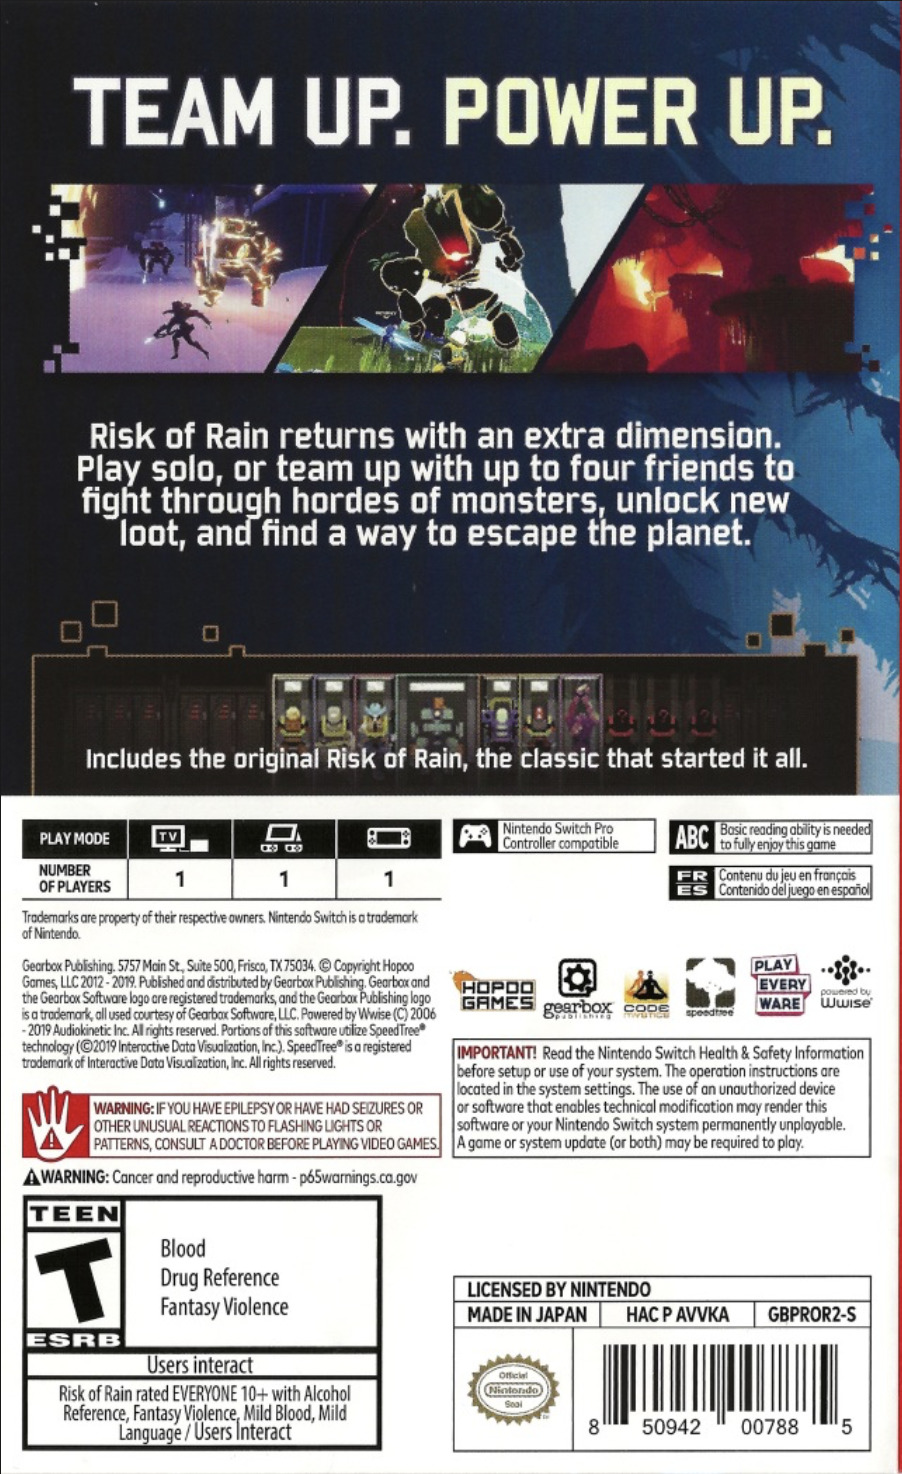 TEAM UP. POWER UP.
Risk of Rain returns with an extra dimension.
Play solo, or team up with up to four friends to
fight through hordes of monsters, unlock new
loot, and find a way to escape the planet.
Includes the original Risk of Rain, the classic that started it all.
PLAY MODE
TV
NUMBER
OF PLAYERS
1
1
1
Nintendo Switch Pro
Controller compatible
ABC
Basic reading ability is needed
to fully enjoy this game
FR
ES
Contenu du jeu en français
Contenido del juego en español
Trademarks are property of their respective owners. Nintendo Switch is a trademark
of Nintendo.
Gearbox Publishing. 5757 Main St., Suite 500, Frisco, TX 75034. © Copyright Hopoo
Games, LLC 2012 - 2019. Published and distributed by Gearbox Publishing. Gearbox and
the Gearbox Software logo are registered trademarks, and the Gearbox Publishing logo
is a trademark, all used courtesy of Gearbox Software, LLC. Powered by Wwise (C) 2006
- 2019 Audiokinetic Inc. All rights reserved. Portions of this software utilize SpeedTree®
technology (©2019 Interactive Data Visualization, Inc.). SpeedTree® is a registered
trademark of Interactive Data Visualization, Inc. All rights reserved.
HOPOO
GAMES
gearbox
publishing
CODE
MYSTICS
speedtree
PLAY
EVERY
WARE
powered by
wwise
WARNING: IF YOU HAVE EPILEPSY OR HAVE HAD SEIZURES OR
OTHER UNUSUAL REACTIONS TO FLASHING LIGHTS OR
PATTERNS, CONSULT A DOCTOR BEFORE PLAYING VIDEO GAMES.
IMPORTANT! Read the Nintendo Switch Health & Safety Information
before setup or use of your system. The operation instructions are
located in the system settings. The use of an unauthorized device
or software that enables technical modification may render this
software or your Nintendo Switch system permanently unplayable.
A game or system update (or both) may be required to play.
WARNING: Cancer and reproductive harm - p65warnings.ca.gov
TEEN
T
ESRB
Blood
Drug Reference
Fantasy Violence
Users interact
Risk of Rain rated EVERYONE 10+ with Alcohol
Reference, Fantasy Violence, Mild Blood, Mild
Language / Users Interact
LICENSED BY NINTENDO
MADE IN JAPAN
HAC P AVVKA
GBPROR2-S
Official
Nintendo
Seal
8 50942 00788 5